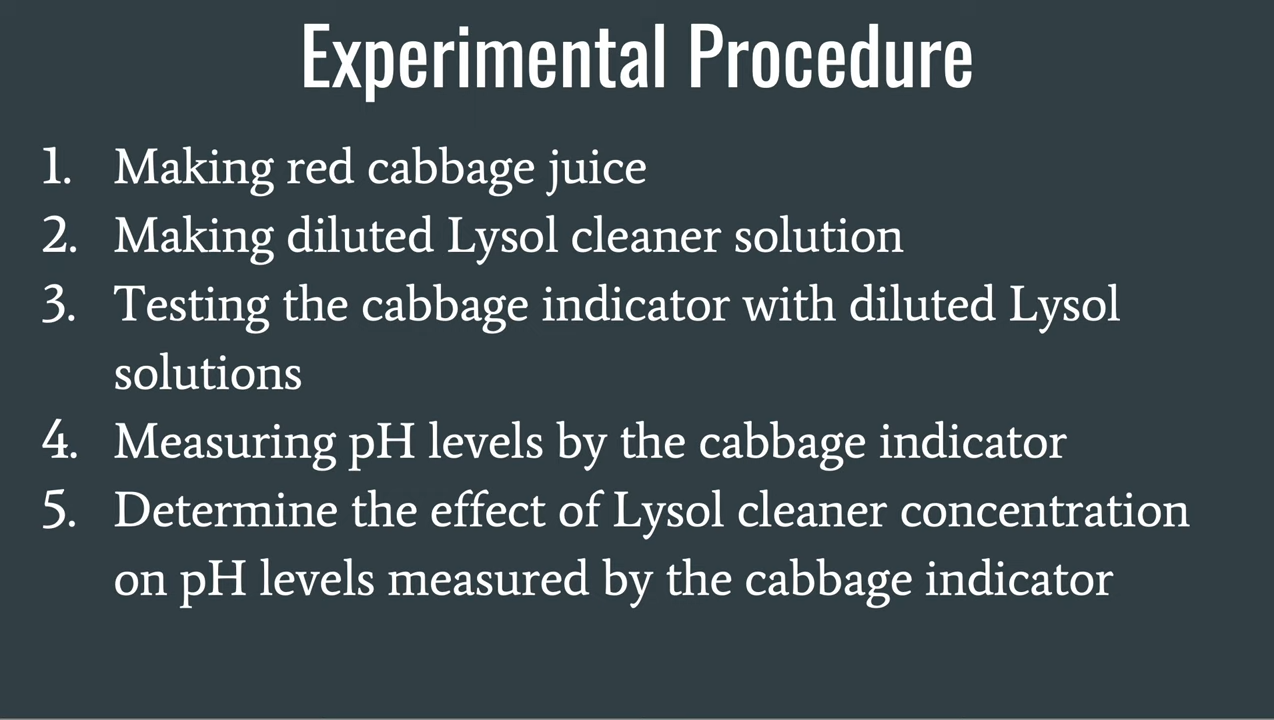 Experimental Procedure
1. Making red cabbage juice
2. Making diluted Lysol cleaner solution
3. Testing the cabbage indicator with diluted Lysol
solutions
4. Measuring pH levels by the cabbage indicator
5. Determine the effect of Lysol cleaner concentration
on pH levels measured by the cabbage indicator